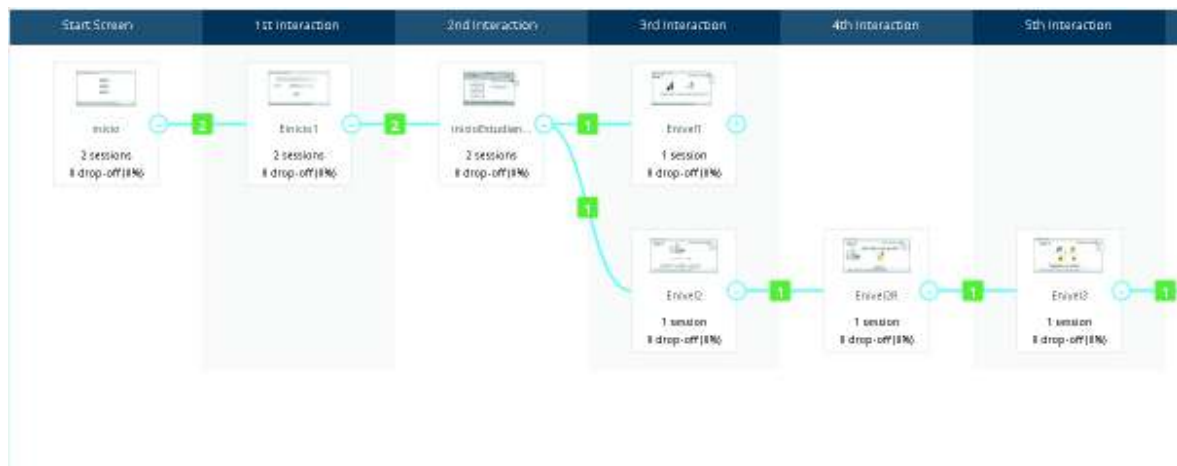 Start Screen
1st Interaction
2nd Interaction
3rd Interaction
4th Interaction
5th Interaction
Inicio
2 sessions
0 drop-off (0%)
2
EInicio1
2 sessions
0 drop-off (0%)
2
InicioEstudian...
2 sessions
0 drop-off (0%)
1
Enivel1
1 session
0 drop-off (0%)
1
Enivel2
1 session
0 drop-off (0%)
1
Enivel2R
1 session
0 drop-off (0%)
1
Enivel3
1 session
0 drop-off (0%)
1